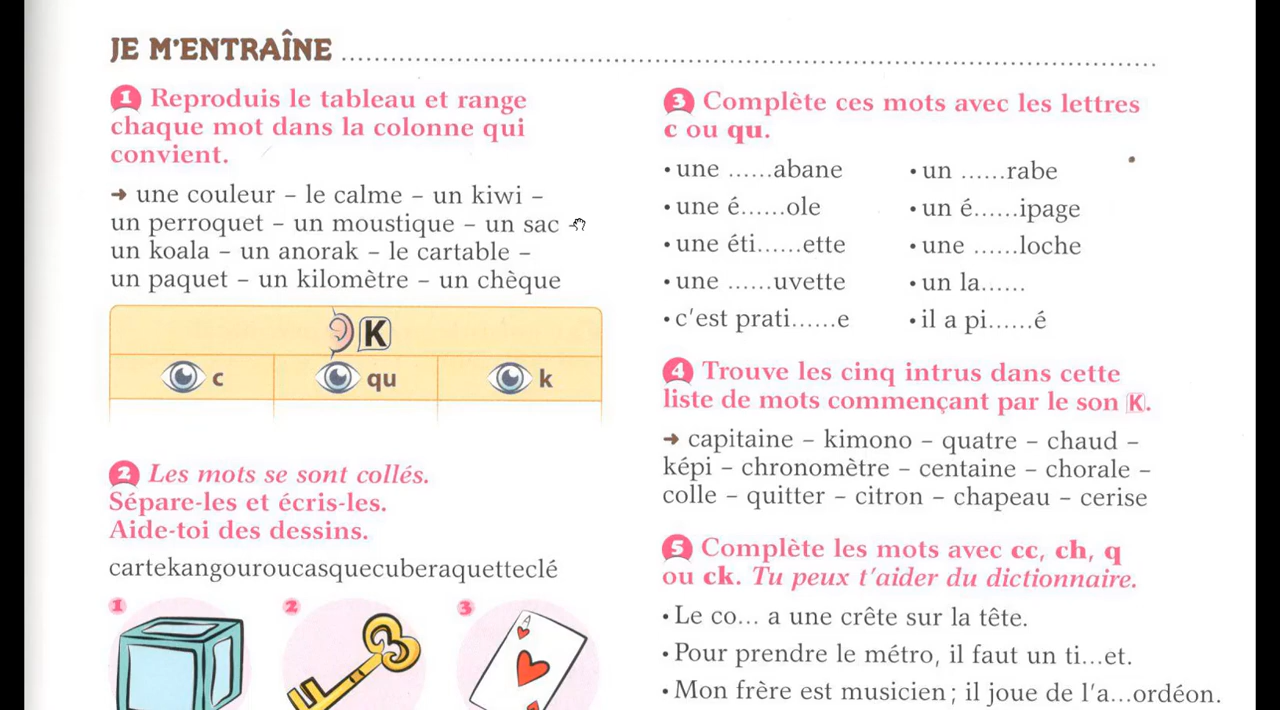 JE M'ENTRAÎNE
1 Reproduis le tableau et range
chaque mot dans la colonne qui
convient.
➜ une couleur – le calme – un kiwi –
un perroquet – un moustique – un sac –
un koala – un anorak – le cartable –
un paquet – un kilomètre – un chèque
K
c qu k
2 Les mots se sont collés.
Sépare-les et écris-les.
Aide-toi des dessins.
cartekangouroucasquecuberaquetteclé
1 2 3
A
3 Complète ces mots avec les lettres
c ou qu.
• une ......abane • un ......rabe
• une é......ole • un é......ipage
• une éti......ette • une ......loche
• une ......uvette • un la......
• c'est prati......e • il a pi......é
4 Trouve les cinq intrus dans cette
liste de mots commençant par le son K.
➜ capitaine – kimono – quatre – chaud –
képi – chronomètre – centaine – chorale –
colle – quitter – citron – chapeau – cerise
5 Complète les mots avec cc, ch, q
ou ck. Tu peux t'aider du dictionnaire.
• Le co... a une crête sur la tête.
• Pour prendre le métro, il faut un ti...et.
• Mon frère est musicien ; il joue de l'a...ordéon.